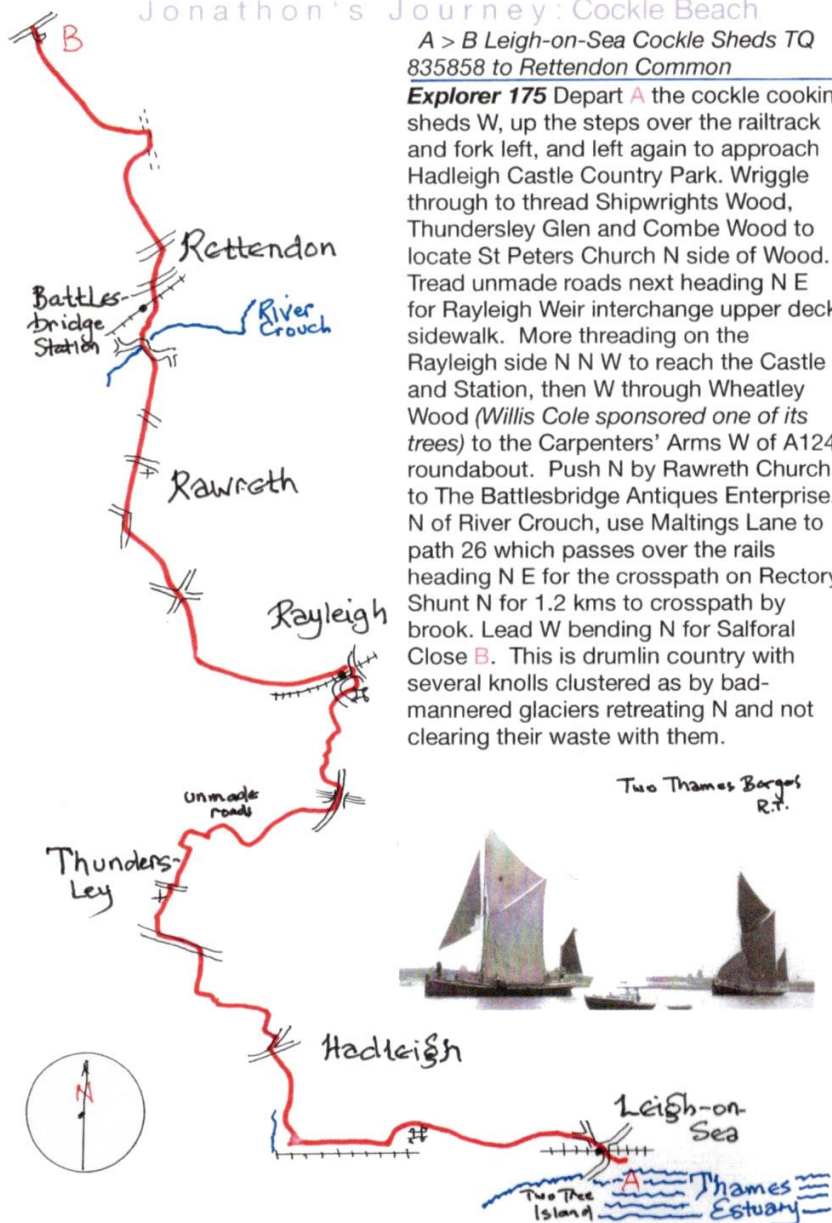 Jonathon's Journey: Cockle Beach
A > B Leigh-on-Sea Cockle Sheds TQ
835858 to Rettendon Common
Explorer 175 Depart A the cockle cookin
sheds W, up the steps over the railtrack
and fork left, and left again to approach
Hadleigh Castle Country Park. Wriggle
through to thread Shipwrights Wood,
Thundersley Glen and Combe Wood to
locate St Peters Church N side of Wood.
Tread unmade roads next heading N E
for Rayleigh Weir interchange upper deck
sidewalk. More threading on the
Rayleigh side N N W to reach the Castle
and Station, then W through Wheatley
Wood (Willis Cole sponsored one of its
trees) to the Carpenters' Arms W of A124
roundabout. Push N by Rawreth Church
to The Battlesbridge Antiques Enterprise
N of River Crouch, use Maltings Lane to
path 26 which passes over the rails
heading N E for the crosspath on Rectory
Shunt N for 1.2 kms to crosspath by
brook. Lead W bending N for Salforal
Close B. This is drumlin country with
several knolls clustered as by bad-
mannered glaciers retreating N and not
clearing their waste with them.
B
Rettendon
Battles-
bridge
Station
River
Crouch
Rawreth
Rayleigh
unmade
roads
Thunders-
Ley
Two Thames Barges
R.T.
Hadleigh
N
Leigh-on-
Sea
A
Two Tree
Island
Thames
Estuary